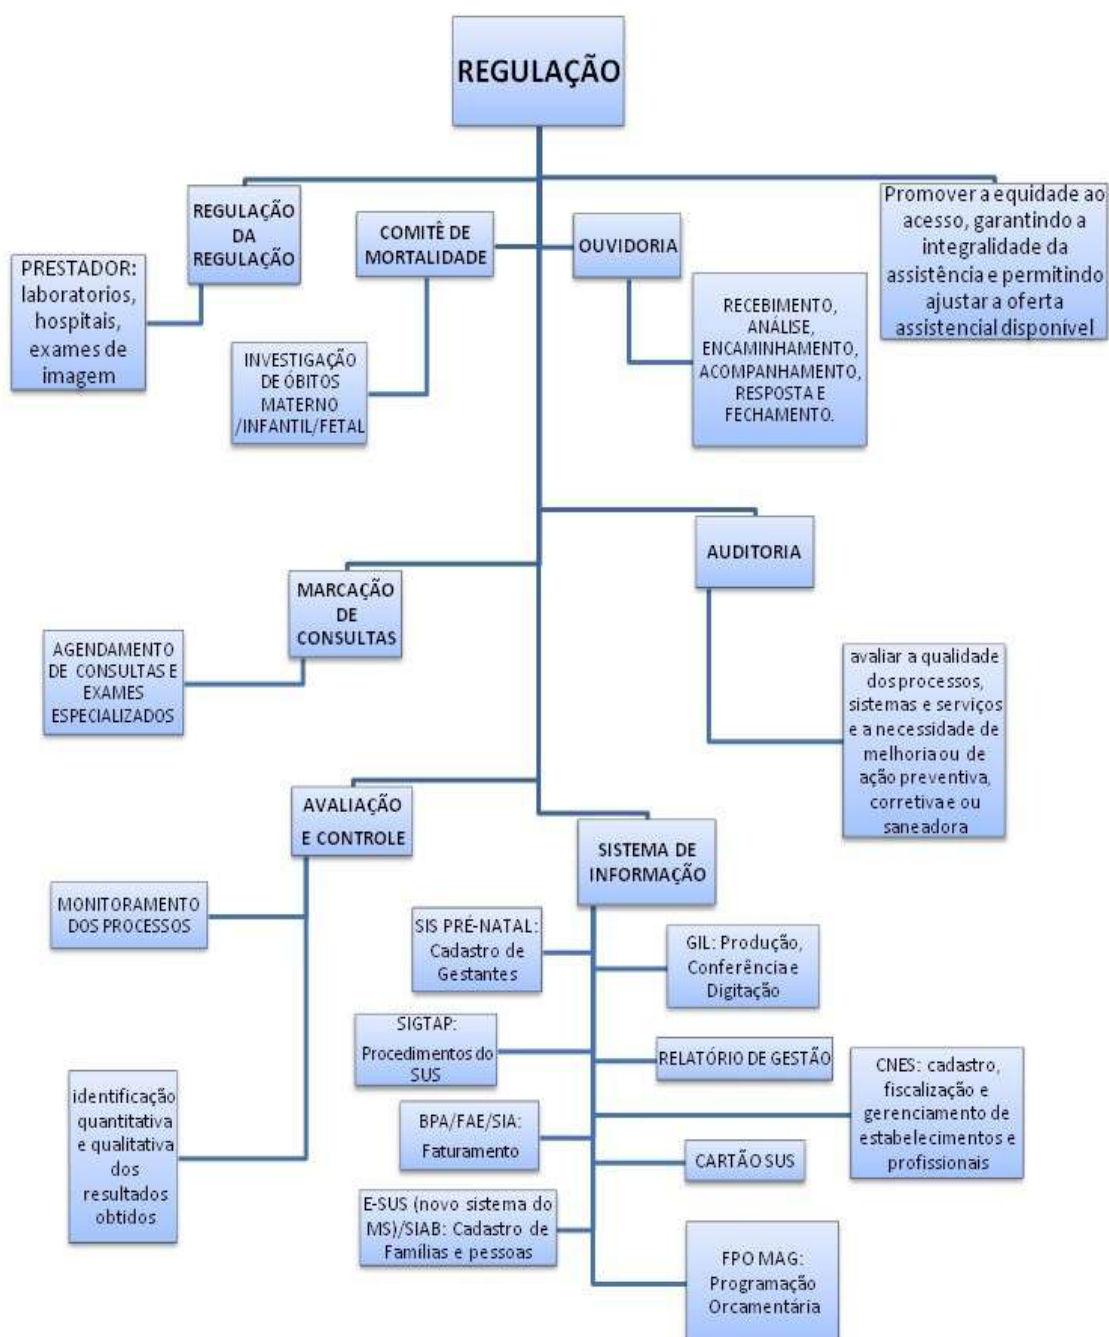 REGULAÇÃO
REGULAÇÃO
DA
REGULAÇÃO
PRESTADOR:
laboratorios,
hospitais,
exames de
imagem
COMITÊ DE
MORTALIDADE
INVESTIGAÇÃO
DE ÓBITOS
MATERNO
/INFANTIL/FETAL
OUVIDORIA
RECEBIMENTO,
ANÁLISE,
ENCAMINHAMENTO,
ACOMPANHAMENTO,
RESPOSTA E
FECHAMENTO.
Promover a equidade ao
acesso, garantindo a
integralidade da
assistência e permitindo
ajustar a oferta
assistencial disponível
MARCAÇÃO
DE
CONSULTAS
AGENDAMENTO
DE CONSULTAS E
EXAMES
ESPECIALIZADOS
AUDITORIA
avaliar a qualidade
dos processos,
sistemas e serviços
e a necessidade de
melhoria ou de
ação preventiva,
corretiva e ou
saneadora
AVALIAÇÃO
E CONTROLE
MONITORAMENTO
DOS PROCESSOS
identificação
quantitativa
e qualitativa
dos
resultados
obtidos
SISTEMA DE
INFORMAÇÃO
SIS PRÉ-NATAL:
Cadastro de
Gestantes
GIL: Produção,
Conferência e
Digitação
SIGTAP:
Procedimentos do
SUS
RELATÓRIO DE GESTÃO
CNES: cadastro,
fiscalização e
gerenciamento de
estabelecimentos e
profissionais
BPA/FAE/SIA:
Faturamento
CARTÃO SUS
E-SUS (novo sistema do
MS)/SIAB: Cadastro de
Famílias e pessoas
FPO MAG:
Programação
Orcamentária